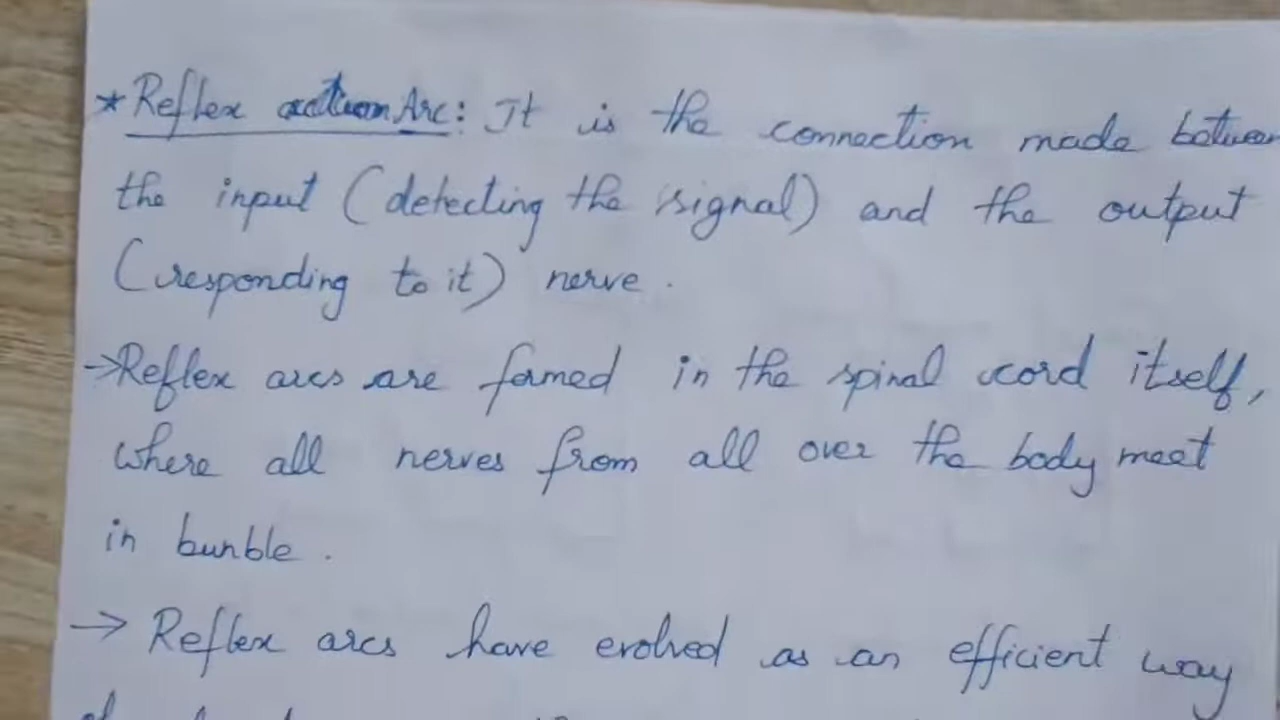 * Reflex action Arc: It is the connection made between
the input (detecting the signal) and the output
(responding to it) nerve.
→Reflex arcs are formed in the spinal cord itself,
where all nerves from all over the body meet
in bunble.
→ Reflex arcs have evolved as an efficient way
of